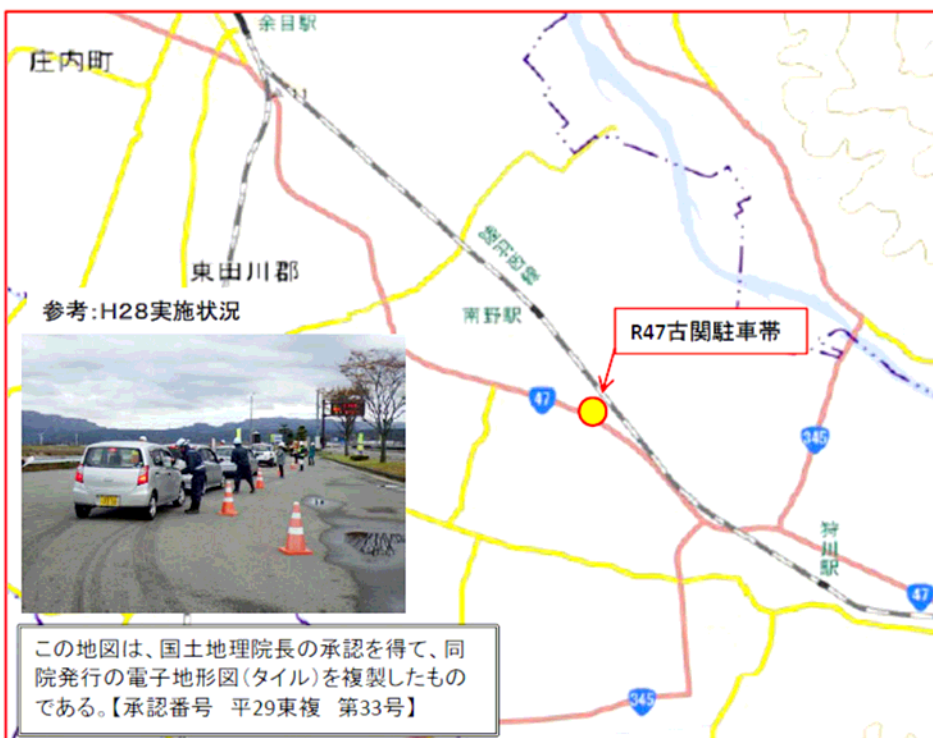 余目駅
庄内町
陸羽西線
東田川郡
参考:H28実施状況
南野駅
R47古関駐車帯
47
345
狩川駅
47
345
この地図は、国土地理院長の承認を得て、同
院発行の電子地形図(タイル)を複製したもの
である。【承認番号 平29東複 第33号】